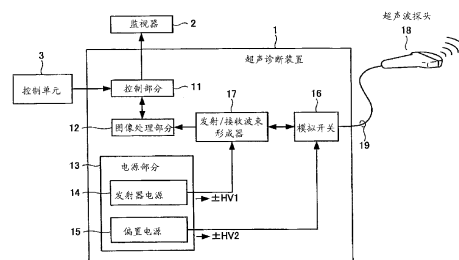 监视器
2
1
超声波探头
18
超声诊断装置
3
控制单元
控制部分
11
17
16
12
图像处理部分
发射/接收波束
形成器
模拟开关
19
13
电源部分
14
发射器电源
±HV1
15
偏置电源
±HV2